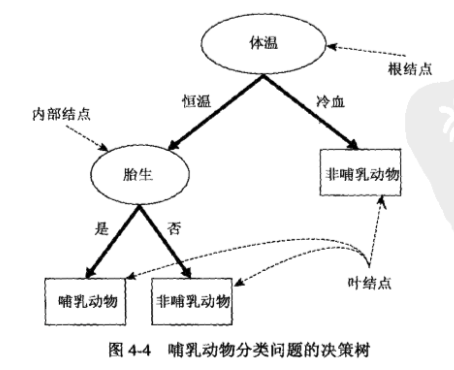 体温
根结点
恒温
冷血
内部结点
胎生
非哺乳动物
是
否
哺乳动物
非哺乳动物
叶结点
图 4-4 哺乳动物分类问题的决策树